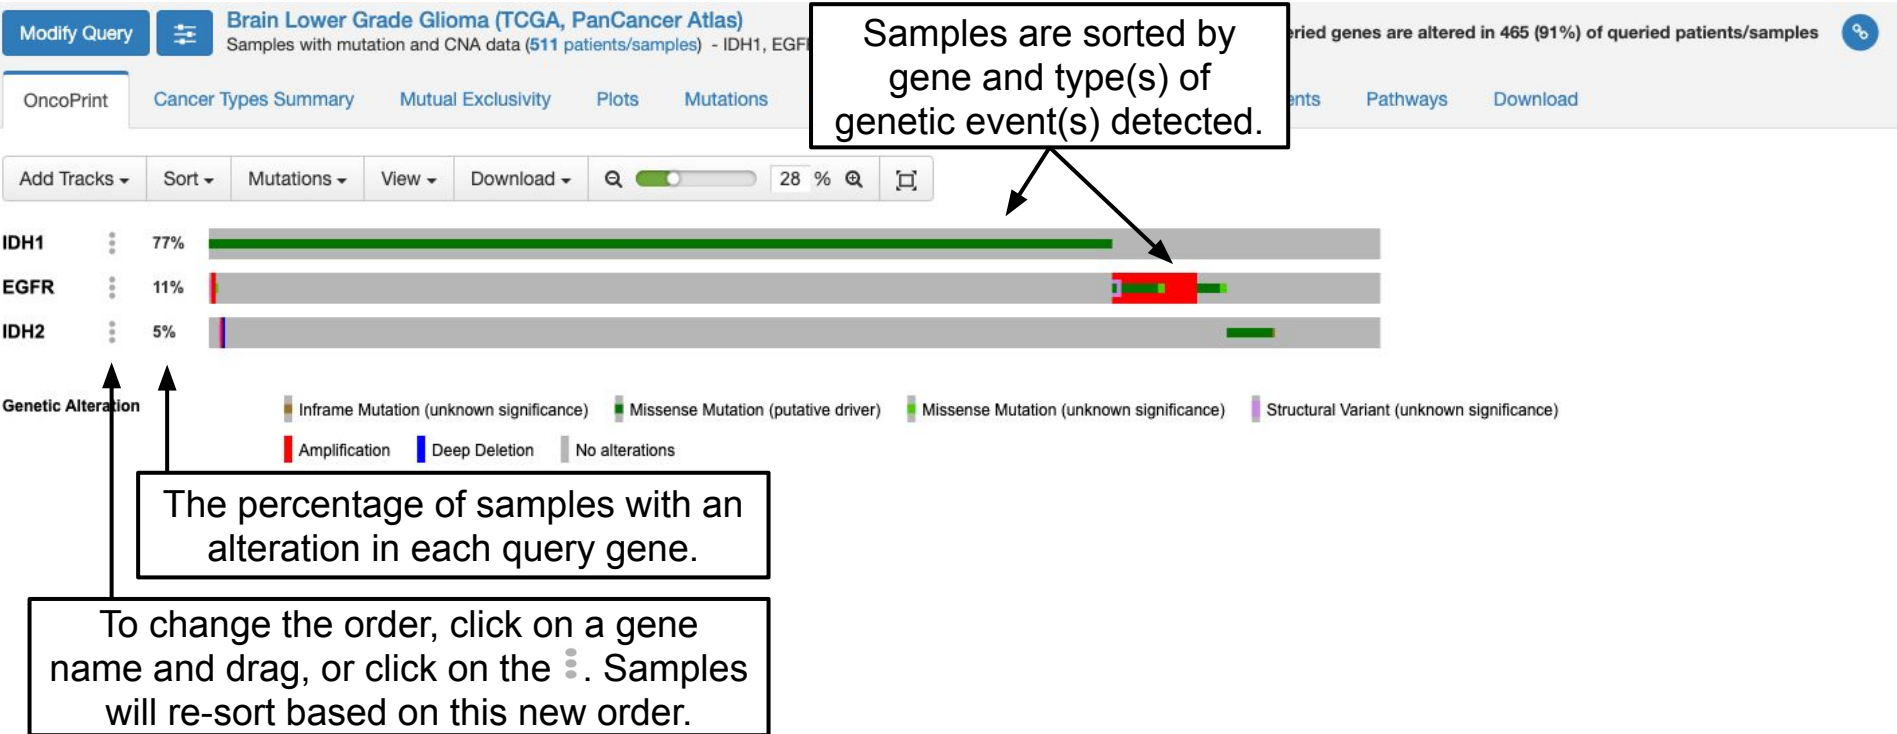 Modify Query
Brain Lower Grade Glioma (TCGA, PanCancer Atlas)
Samples with mutation and CNA data (511 patients/samples) - IDH1,
genes are altered in 465 (91%) of queried patients/samples
Samples are sorted by
gene and type(s) of
genetic event(s) detected.
OncoPrint Cancer Types Summary Mutual Exclusivity Plots Mutations Pathways Download
Add Tracks Sort Mutations View Download 28 %
IDH1 77%
EGFR 11%
IDH2 5%
Genetic Alteration Inframe Mutation (unknown significance) Missense Mutation (putative driver) Missense Mutation (unknown significance) Structural Variant (unknown significance)
Amplification Deep Deletion No alterations
The percentage of samples with an
alteration in each query gene.
To change the order, click on a gene
name and drag, or click on the . Samples
will re-sort based on this new order.